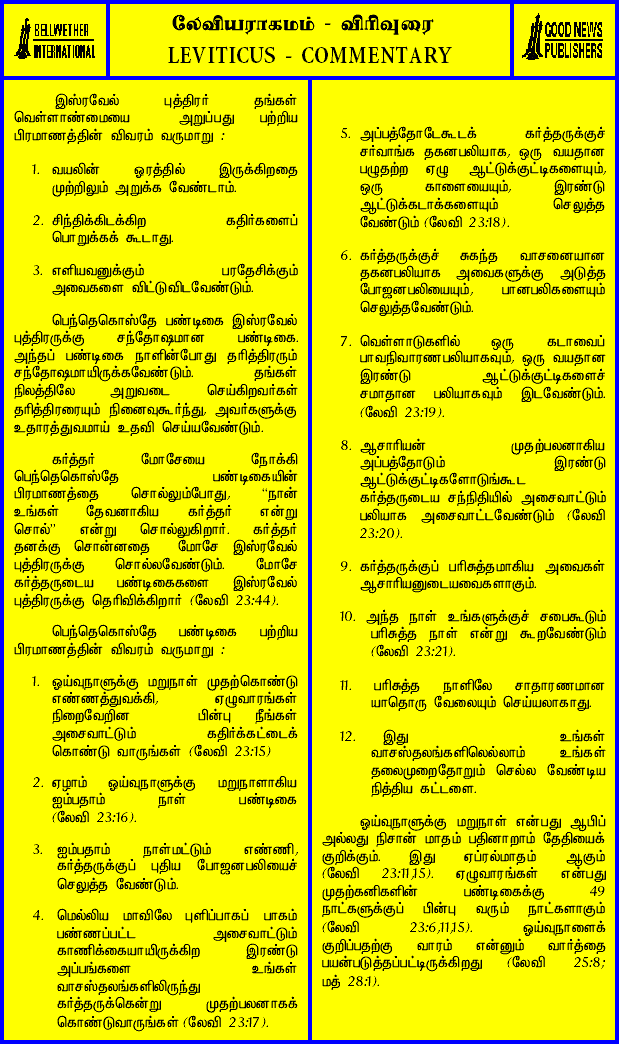 BELLWETHER
INTERNATIONAL
லேவியராகமம் - விரிவுரை
LEVITICUS - COMMENTARY
GOOD NEWS
PUBLISHERS
இஸ்ரவேல் புத்திரர் தங்கள்
வெள்ளாண்மையை அறுப்பது பற்றிய
பிரமாணத்தின் விவரம் வருமாறு :
1. வயலின் ஓரத்தில் இருக்கிறதை
முற்றிலும் அறுக்க வேண்டாம்.
2. சிந்திக்கிடக்கிற கதிர்களைப்
பொறுக்கக் கூடாது.
3. எளியவனுக்கும் பரதேசிக்கும்
அவைகளை விட்டுவிடவேண்டும்.
பெந்தெகொஸ்தே பண்டிகை இஸ்ரவேல்
புத்திரருக்கு சந்தோஷமான பண்டிகை.
அந்தப் பண்டிகை நாளின்போது தரித்திரரும்
சந்தோஷமாயிருக்கவேண்டும். தங்கள்
நிலத்திலே அறுவடை செய்கிறவர்கள்
தரித்திரரையும் நினைவுகூர்ந்து, அவர்களுக்கு
உதாரத்துவமாய் உதவி செய்யவேண்டும்.
கர்த்தர் மோசேயை நோக்கி
பெந்தெகொஸ்தே பண்டிகையின்
பிரமாணத்தை சொல்லும்போது, "நான்
உங்கள் தேவனாகிய கர்த்தர் என்று
சொல்" என்று சொல்லுகிறார். கர்த்தர்
தனக்கு சொன்னதை மோசே இஸ்ரவேல்
புத்திரருக்கு சொல்லவேண்டும். மோசே
கர்த்தருடைய பண்டிகைகளை இஸ்ரவேல்
புத்திரருக்கு தெரிவிக்கிறார் (லேவி 23:44).
பெந்தெகொஸ்தே பண்டிகை பற்றிய
பிரமாணத்தின் விவரம் வருமாறு :
1. ஓய்வுநாளுக்கு மறுநாள் முதற்கொண்டு
எண்ணத்துவக்கி, ஏழுவாரங்கள்
நிறைவேறின பின்பு நீங்கள்
அசைவாட்டும் கதிர்க்கட்டைக்
கொண்டு வாருங்கள் (லேவி 23:15)
2. ஏழாம் ஓய்வுநாளுக்கு மறுநாளாகிய
ஐம்பதாம் நாள் பண்டிகை
(லேவி 23:16).
3. ஐம்பதாம் நாள்மட்டும் எண்ணி,
கர்த்தருக்குப் புதிய போஜனபலியைச்
செலுத்த வேண்டும்.
4. மெல்லிய மாவிலே புளிப்பாகப் பாகம்
பண்ணப்பட்ட அசைவாட்டும்
காணிக்கையாயிருக்கிற இரண்டு
அப்பங்களை உங்கள்
வாசஸ்தலங்களிலிருந்து
கர்த்தருக்கென்று முதற்பலனாகக்
கொண்டுவாருங்கள் (லேவி 23:17).
5. அப்பத்தோடேகூடக் கர்த்தருக்குச்
சர்வாங்க தகனபலியாக, ஒரு வயதான
பழுதற்ற ஏழு ஆட்டுக்குட்டிகளையும்,
ஒரு காளையையும், இரண்டு
ஆட்டுக்கடாக்களையும் செலுத்த
வேண்டும் (லேவி 23:18).
6. கர்த்தருக்குச் சுகந்த வாசனையான
தகனபலியாக அவைகளுக்கு அடுத்த
போஜனபலியையும், பானபலிகளையும்
செலுத்தவேண்டும்.
7. வெள்ளாடுகளில் ஒரு கடாவைப்
பாவநிவாரணபலியாகவும், ஒரு வயதான
இரண்டு ஆட்டுக்குட்டிகளைச்
சமாதான பலியாகவும் இடவேண்டும்.
(லேவி 23:19).
8. ஆசாரியன் முதற்பலனாகிய
அப்பத்தோடும் இரண்டு
ஆட்டுக்குட்டிகளோடுங்கூட
கர்த்தருடைய சந்நிதியில் அசைவாட்டும்
பலியாக அசைவாட்டவேண்டும் (லேவி
23:20).
9. கர்த்தருக்குப் பரிசுத்தமாகிய அவைகள்
ஆசாரியனுடையவைகளாகும்.
10. அந்த நாள் உங்களுக்குச் சபைகூடும்
பரிசுத்த நாள் என்று கூறவேண்டும்
(லேவி 23:21).
11. பரிசுத்த நாளிலே சாதாரணமான
யாதொரு வேலையும் செய்யலாகாது.
12. இது உங்கள்
வாசஸ்தலங்களிலெல்லாம் உங்கள்
தலைமுறைதோறும் செல்ல வேண்டிய
நித்திய கட்டளை.
ஓய்வுநாளுக்கு மறுநாள் என்பது ஆபிப்
அல்லது நிசான் மாதம் பதினாறாம் தேதியைக்
குறிக்கும். இது ஏப்ரல்மாதம் ஆகும்
(லேவி 23:11,15). ஏழுவாரங்கள் என்பது
முதற்கனிகளின் பண்டிகைக்கு 49
நாட்களுக்குப் பின்பு வரும் நாட்களாகும்
(லேவி 23:6,11,15). ஓய்வுநாளைக்
குறிப்பதற்கு வாரம் என்னும் வார்த்தை
பயன்படுத்தப்பட்டிருக்கிறது (லேவி 25:8;
மத் 28:1).